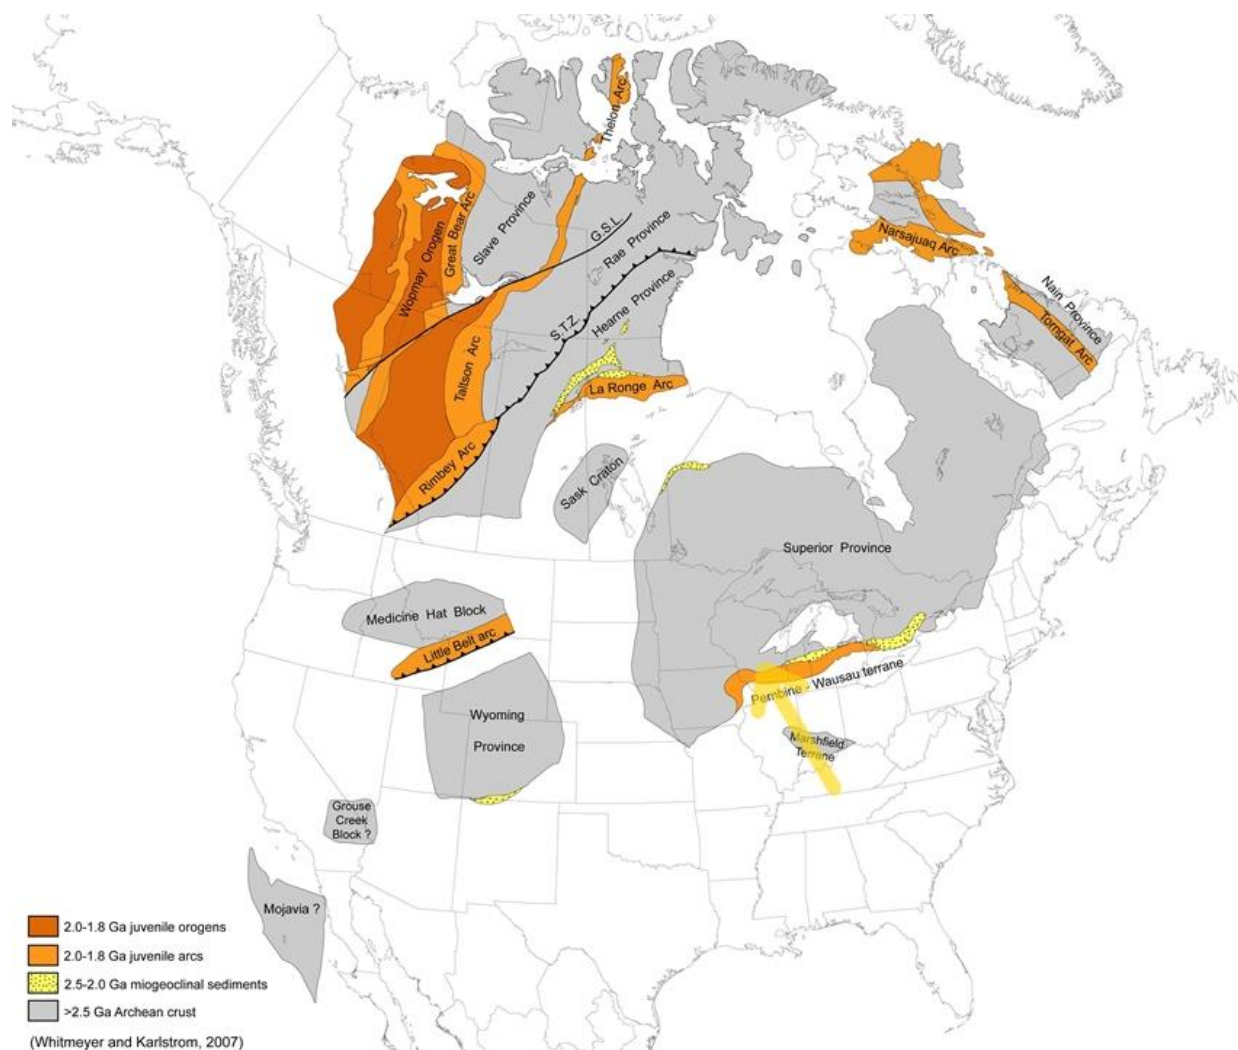 Thelon Arc
Great Bear Arc
Wopmay Orogen
Slave Province
G.S.L.
Rae Province
Narsajuaq Arc
Nain Province
Torngat Arc
Hearne Province
S.T.Z.
Taltson Arc
La Ronge Arc
Rimbey Arc
Sask Craton
Superior Province
Medicine Hat Block
Little Belt arc
Pembine - Wausau terrane
Wyoming
Province
Marshfield
Terrane
Grouse
Creek
Block ?
Mojavia ?
2.0-1.8 Ga juvenile orogens
2.0-1.8 Ga juvenile arcs
2.5-2.0 Ga miogeoclinal sediments
>2.5 Ga Archean crust
(Whitmeyer and Karlstrom, 2007)